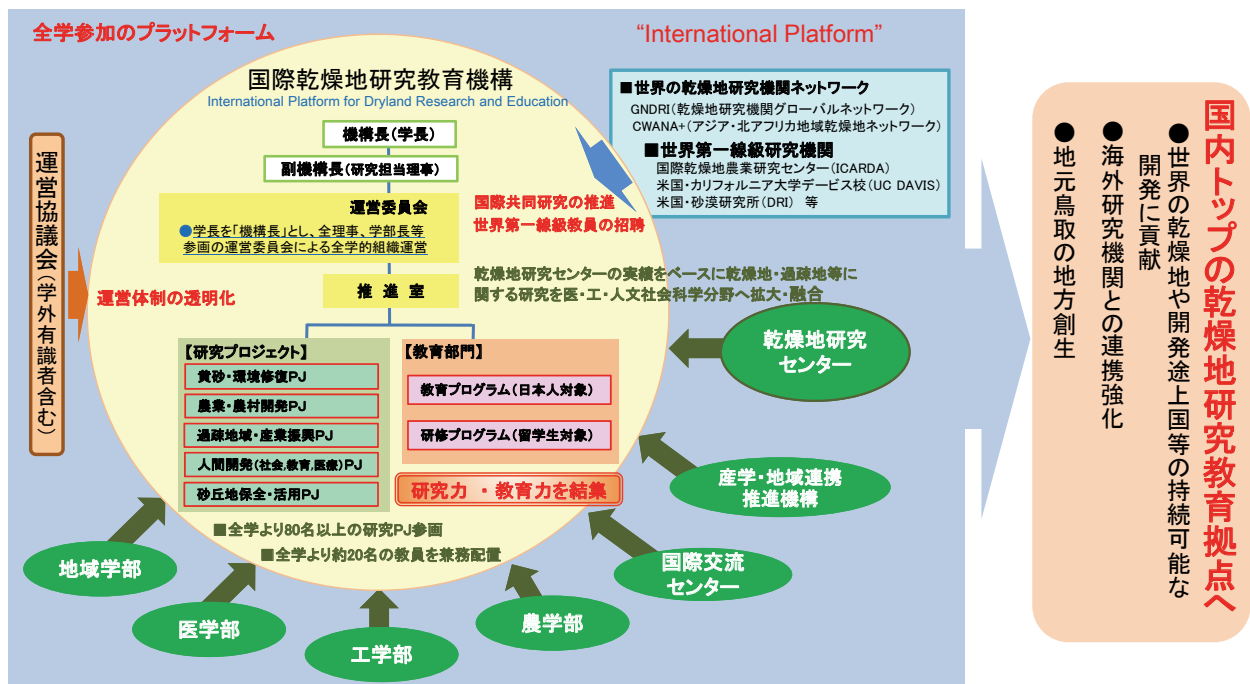 全学参加のプラットフォーム
“International Platform”
国際乾燥地研究教育機構
International Platform for Dryland Research and Education
機構長(学長)
副機構長(研究担当理事)
運営委員会
●学長を「機構長」とし、全理事、学部長等
参画の運営委員会による全学的組織運営
推進室
■世界の乾燥地研究機関ネットワーク
GNDRI(乾燥地研究機関グローバルネットワーク)
CWANA+(アジア・北アフリカ地域乾燥地ネットワーク)
■世界第一線級研究機関
国際乾燥地農業研究センター(ICARDA)
米国・カリフォルニア大学デービス校(UC DAVIS)
米国・砂漠研究所(DRI) 等
国際共同研究の推進
世界第一線級教員の招聘
乾燥地研究センターの実績をベースに乾燥地・過疎地等に
関する研究を医・工・人文社会科学分野へ拡大・融合
運営協議会(学外有識者含む)
運営体制の透明化
【研究プロジェクト】
黄砂・環境修復PJ
農業・農村開発PJ
過疎地域・産業振興PJ
人間開発(社会,教育,医療)PJ
砂丘地保全・活用PJ
【教育部門】
教育プログラム(日本人対象)
研修プログラム(留学生対象)
研究力 ・教育力を結集
■全学より80名以上の研究PJ参画
■全学より約20名の教員を兼務配置
乾燥地研究
センター
産学・地域連携
推進機構
国際交流
センター
農学部
工学部
医学部
地域学部
国内トップの乾燥地研究教育拠点へ
●世界の乾燥地や開発途上国等の持続可能な
開発に貢献
●海外研究機関との連携強化
●地元鳥取の地方創生